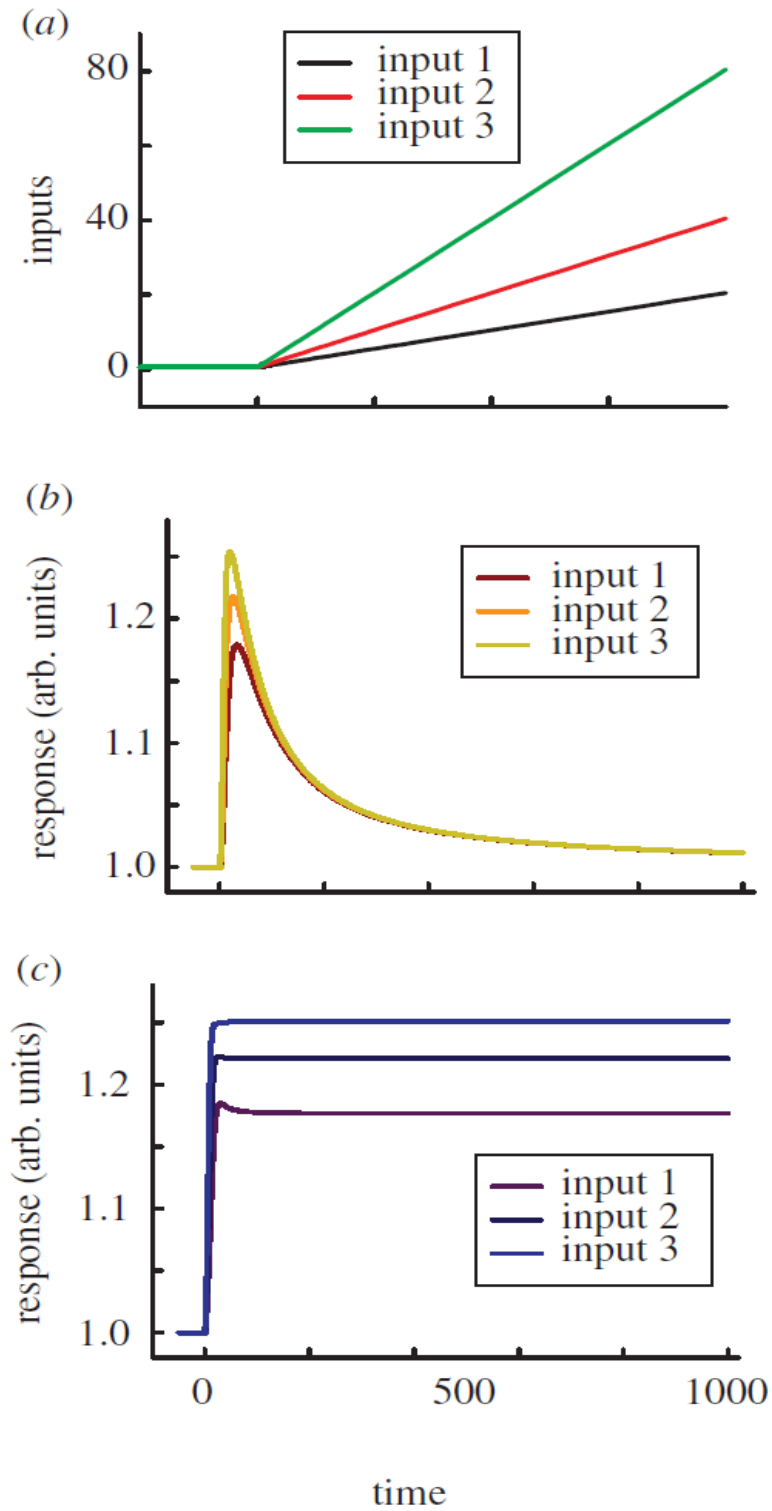 (a)
80
40
0
inputs
input 1
input 2
input 3
(b)
1.2
1.1
1.0
response (arb. units)
input 1
input 2
input 3
(c)
1.2
1.1
1.0
response (arb. units)
input 1
input 2
input 3
0 500 1000
time